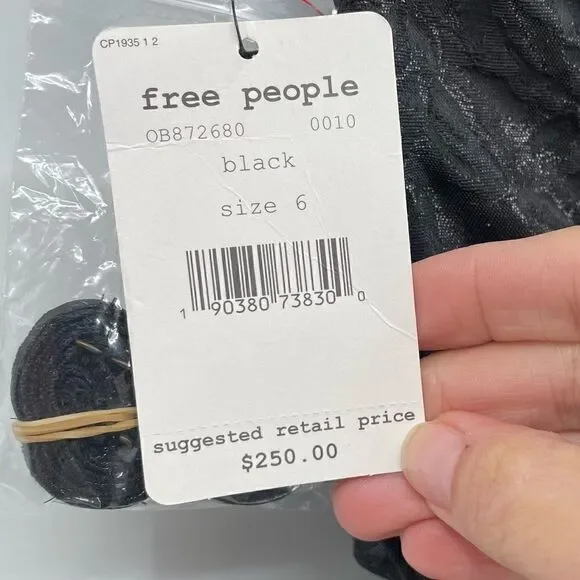 CP1935 1 2
free people
OB872680 0010
black
size 6
1 90380 73830 0
suggested retail price
$250.00